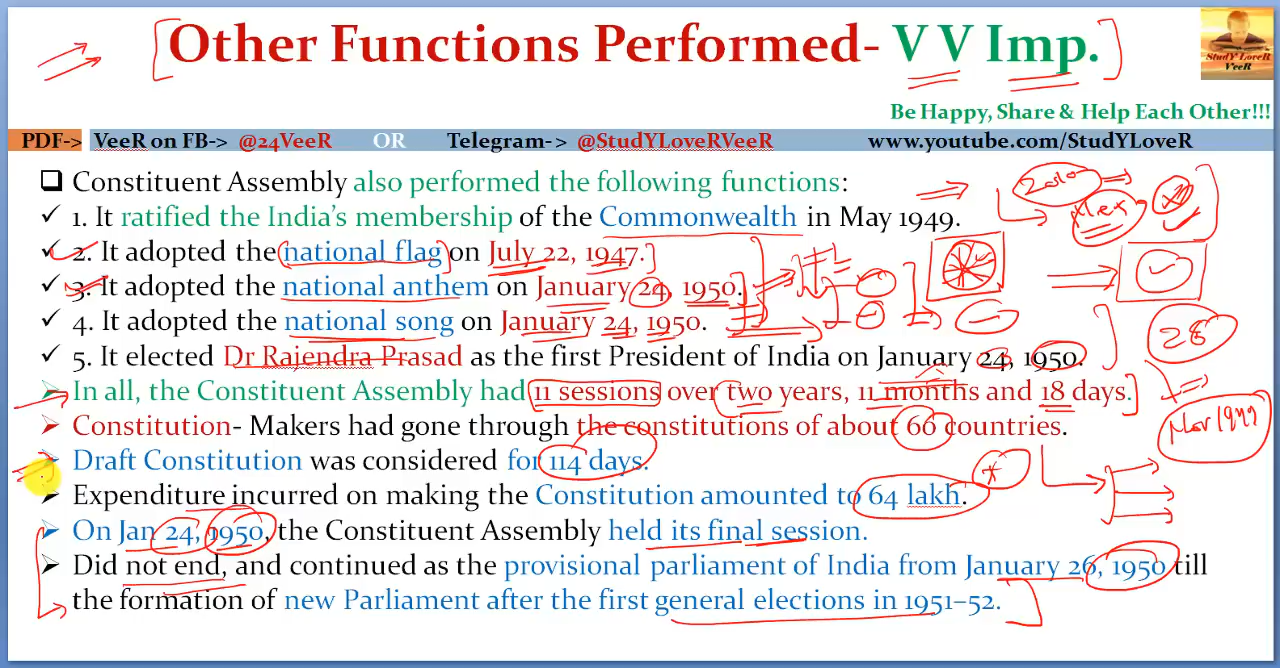 Other Functions Performed- V V Imp.
StudY LoveR
VeeR
Be Happy, Share & Help Each Other!!!
PDF-> VeeR on FB-> @24VeeR OR Telegram-> @StudYLoveRVeeR www.youtube.com/StudYLoveR
❑ Constituent Assembly also performed the following functions:
✓ 1. It ratified the India's membership of the Commonwealth in May 1949.
✓ 2. It adopted the national flag on July 22, 1947.
✓ 3. It adopted the national anthem on January 24, 1950.
✓ 4. It adopted the national song on January 24, 1950.
28
✓ 5. It elected Dr Rajendra Prasad as the first President of India on January 24, 1950.
➢ In all, the Constituent Assembly had 11 sessions over two years, 11 months and 18 days.
➢ Constitution- Makers had gone through the constitutions of about 60 countries.
➢ Draft Constitution was considered for 114 days.
➢ Expenditure incurred on making the Constitution amounted to 64 lakh.
➢ On Jan 24, 1950, the Constituent Assembly held its final session.
➢ Did not end, and continued as the provisional parliament of India from January 26, 1950 till
the formation of new Parliament after the first general elections in 1951–52.